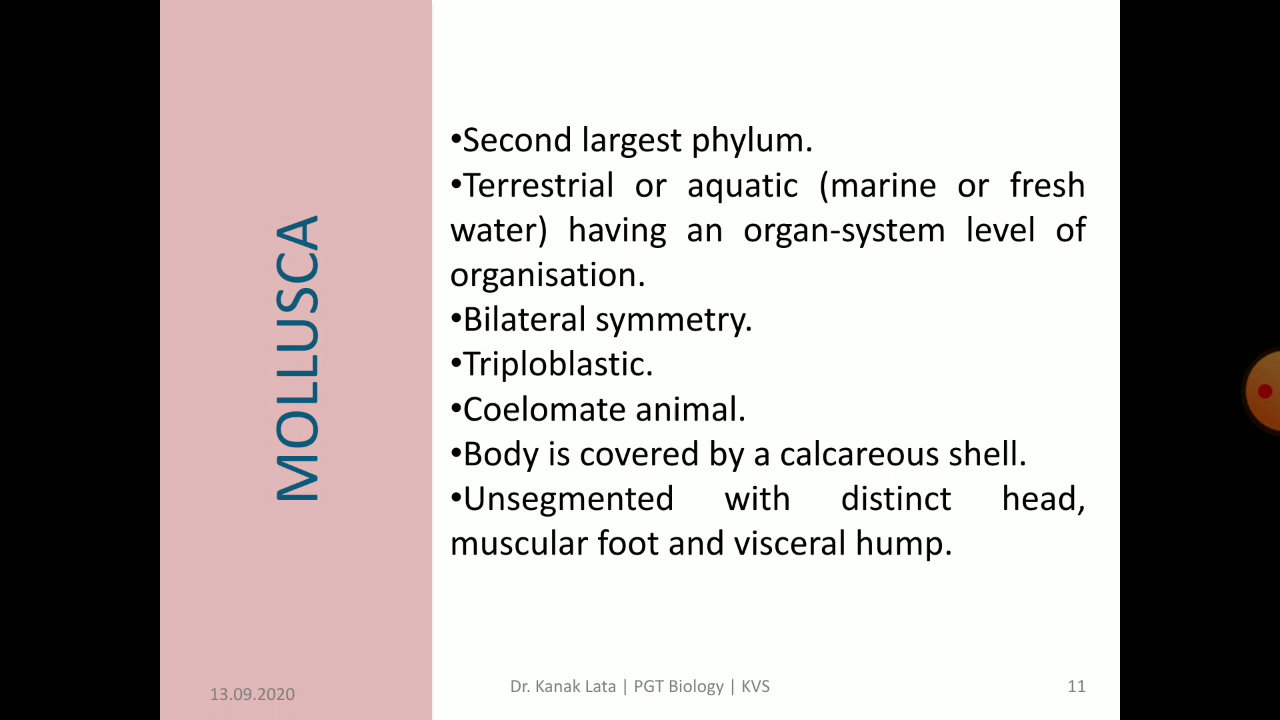 MOLLUSCA
•Second largest phylum.
•Terrestrial or aquatic (marine or fresh
water) having an organ-system level of
organisation.
•Bilateral symmetry.
•Triploblastic.
•Coelomate animal.
•Body is covered by a calcareous shell.
•Unsegmented with distinct head,
muscular foot and visceral hump.
13.09.2020
Dr. Kanak Lata | PGT Biology | KVS
11